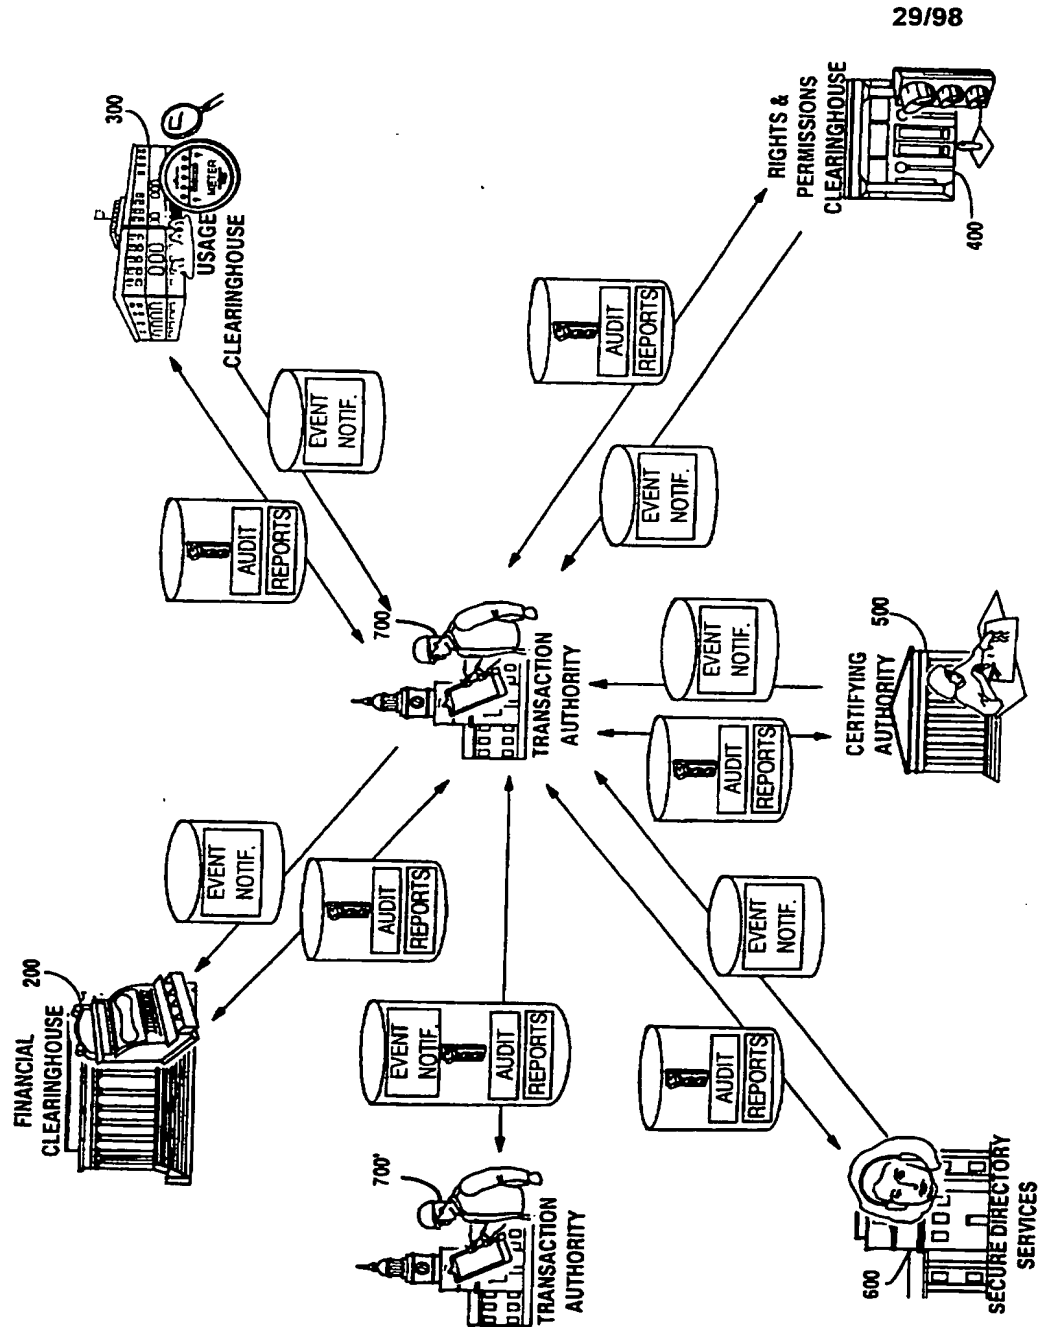 29/98
FINANCIAL
CLEARINGHOUSE
200
EVENT
NOTIF.
AUDIT
REPORTS
300
METER
USAGE
CLEARINGHOUSE
EVENT
NOTIF.
AUDIT
REPORTS
700'
TRANSACTION
AUTHORITY
EVENT
NOTIF.
AUDIT
REPORTS
700
TRANSACTION
AUTHORITY
AUDIT
REPORTS
EVENT
NOTIF.
RIGHTS &
PERMISSIONS
CLEARINGHOUSE
400
AUDIT
REPORTS
EVENT
NOTIF.
600
SECURE DIRECTORY
SERVICES
AUDIT
REPORTS
EVENT
NOTIF.
CERTIFYING
AUTHORITY
500